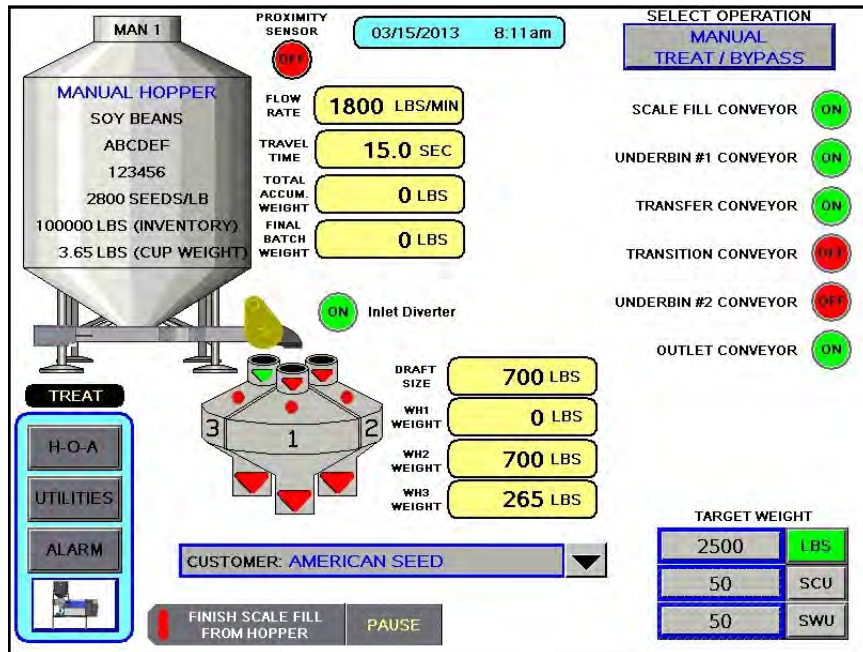 MAN 1
PROXIMITY
SENSOR
OFF
03/15/2013 8:11am
SELECT OPERATION
MANUAL
TREAT / BYPASS
MANUAL HOPPER
SOY BEANS
ABCDEF
123456
2800 SEEDS/LB
100000 LBS (INVENTORY)
3.65 LBS (CUP WEIGHT)
FLOW
RATE
1800 LBS/MIN
TRAVEL
TIME
15.0 SEC
TOTAL
ACCUM.
WEIGHT
0 LBS
FINAL
BATCH
WEIGHT
0 LBS
SCALE FILL CONVEYOR ON
UNDERBIN #1 CONVEYOR ON
TRANSFER CONVEYOR ON
TRANSITION CONVEYOR OFF
UNDERBIN #2 CONVEYOR OFF
OUTLET CONVEYOR ON
ON Inlet Diverter
3 1 2
DRAFT
SIZE
700 LBS
WH1
WEIGHT
0 LBS
WH2
WEIGHT
700 LBS
WH3
WEIGHT
265 LBS
TREAT
H-O-A
UTILITIES
ALARM
CUSTOMER: AMERICAN SEED
FINISH SCALE FILL
FROM HOPPER
PAUSE
TARGET WEIGHT
2500 LBS
50 SCU
50 SWU